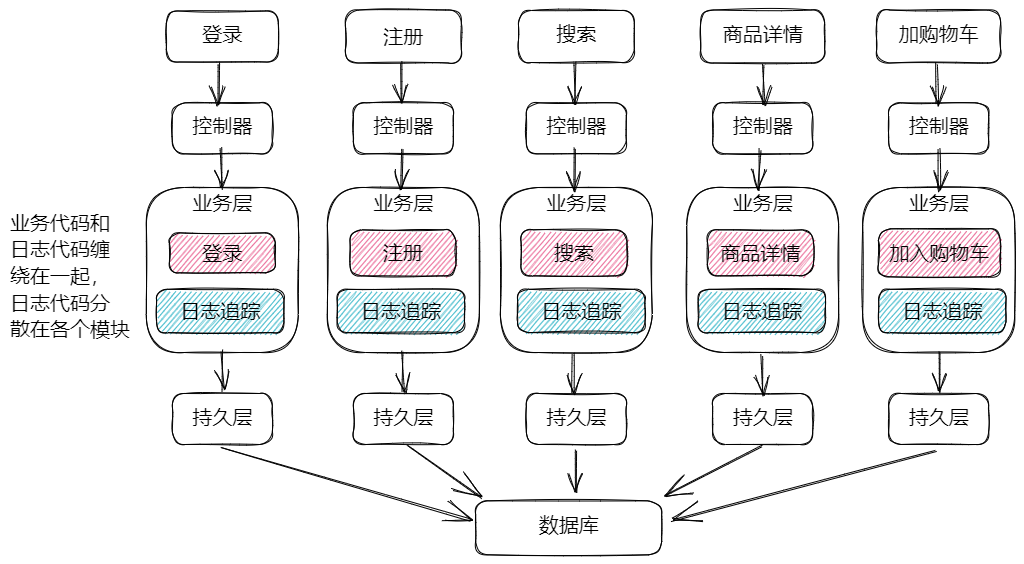 登录
注册
搜索
商品详情
加购物车
控制器
控制器
控制器
控制器
控制器
业务代码和
日志代码缠
绕在一起,
日志代码分
散在各个模块
业务层
登录
日志追踪
业务层
注册
日志追踪
业务层
搜索
日志追踪
业务层
商品详情
日志追踪
业务层
加入购物车
日志追踪
持久层
持久层
持久层
持久层
持久层
数据库